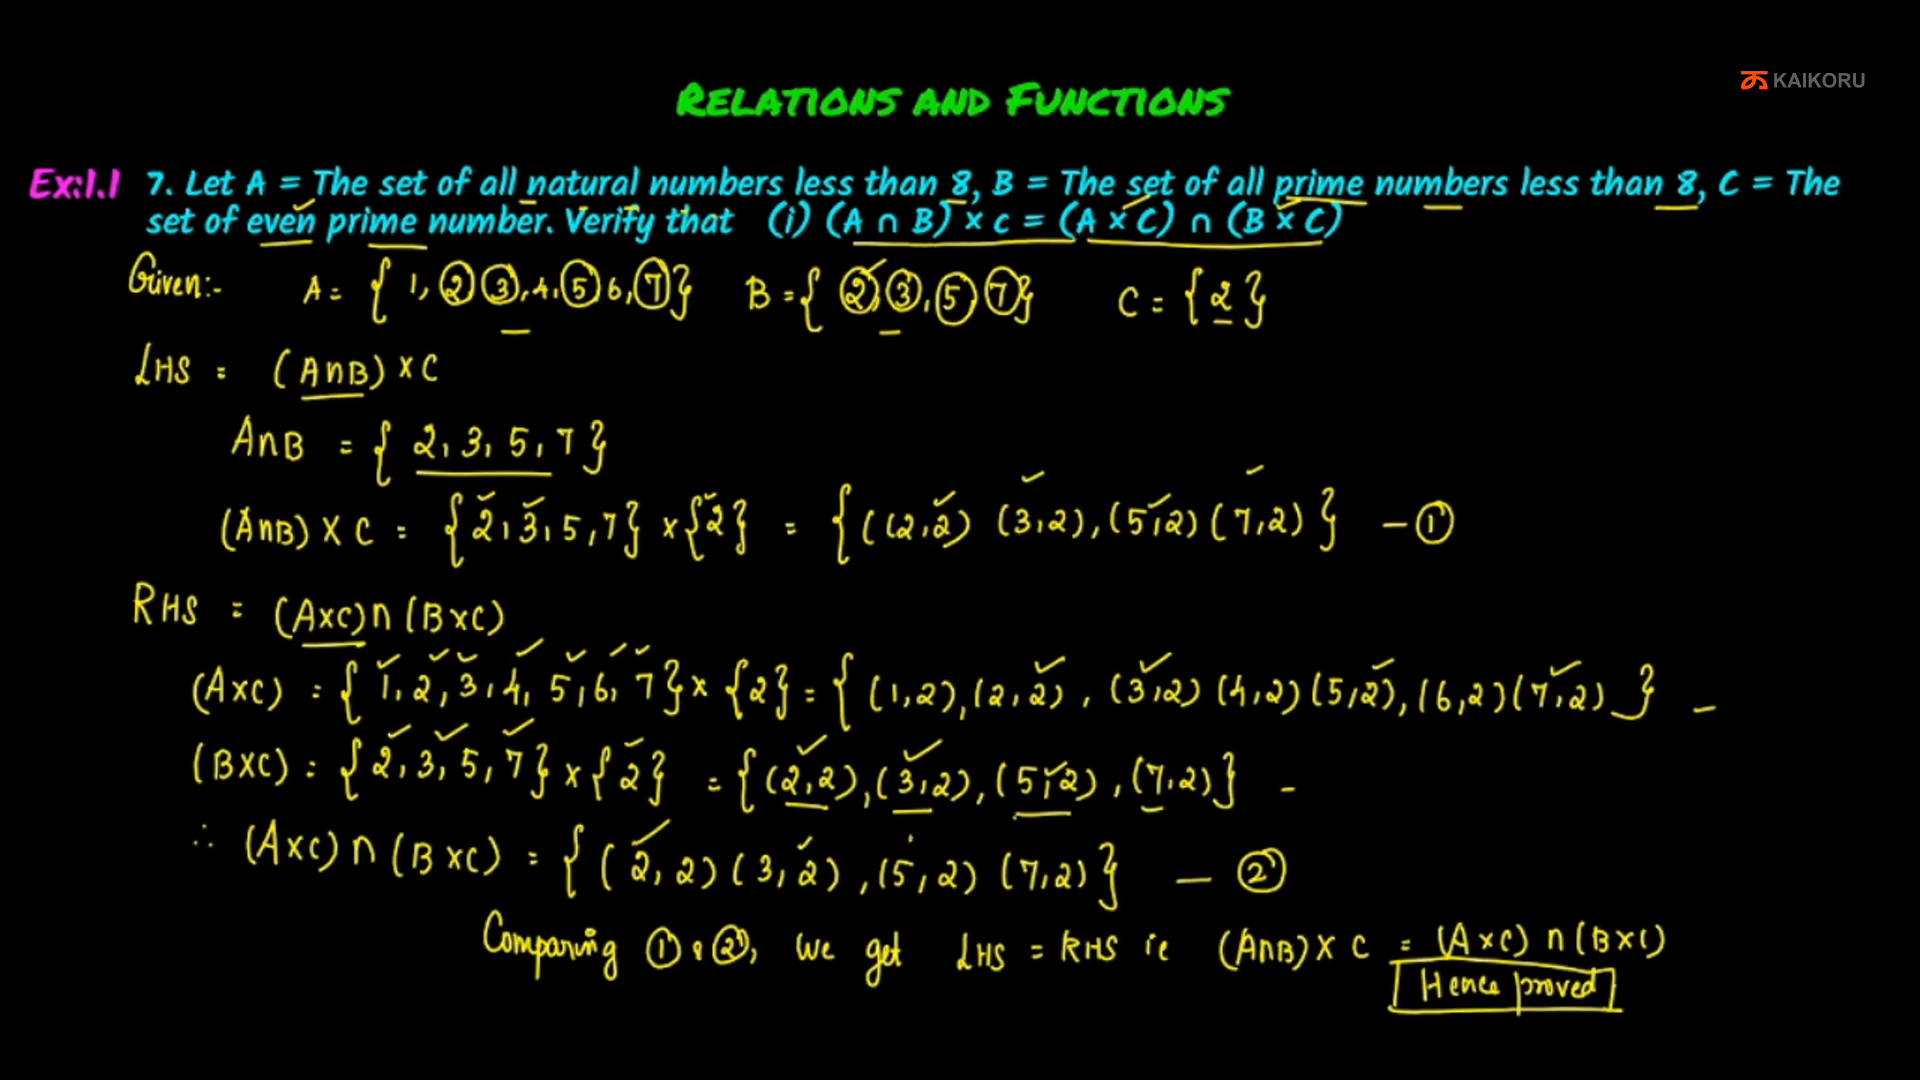 KAIKORU
RELATIONS AND FUNCTIONS
Ex:1.1 7. Let A = The set of all natural numbers less than 8, B = The set of all prime numbers less than 8, C = The
set of even prime number. Verify that (i) (A ∩ B) × c = (A × C) ∩ (B × C)
Given:- A = { 1, 2 3, 4, 5 6, 7} B = { 2, 3, 5 7} C = { 2 }
LHS = (A∩B) × C
A∩B = { 2, 3, 5, 7 }
(A∩B) × C = { 2, 3, 5, 7} × {2} = { ((2,2) (3,2), (5,2) (7,2) } - ①
RHS = (A×C) ∩ (B×C)
(A×C) = { 1, 2, 3, 4, 5, 6, 7 } × {2} = { (1,2), (2,2), (3,2) (4,2) (5,2), (6,2) (7,2) } -
(B×C) = { 2, 3, 5, 7 } × { 2 } = { (2,2), (3,2), (5,2), (7,2) } -
∴ (A×C) ∩ (B×C) = { (2,2) (3,2), (5,2) (7,2) } - ②
Comparing ① & ②, we get LHS = RHS ie (A∩B) × C = (A×C) ∩ (B×C)
Hence proved